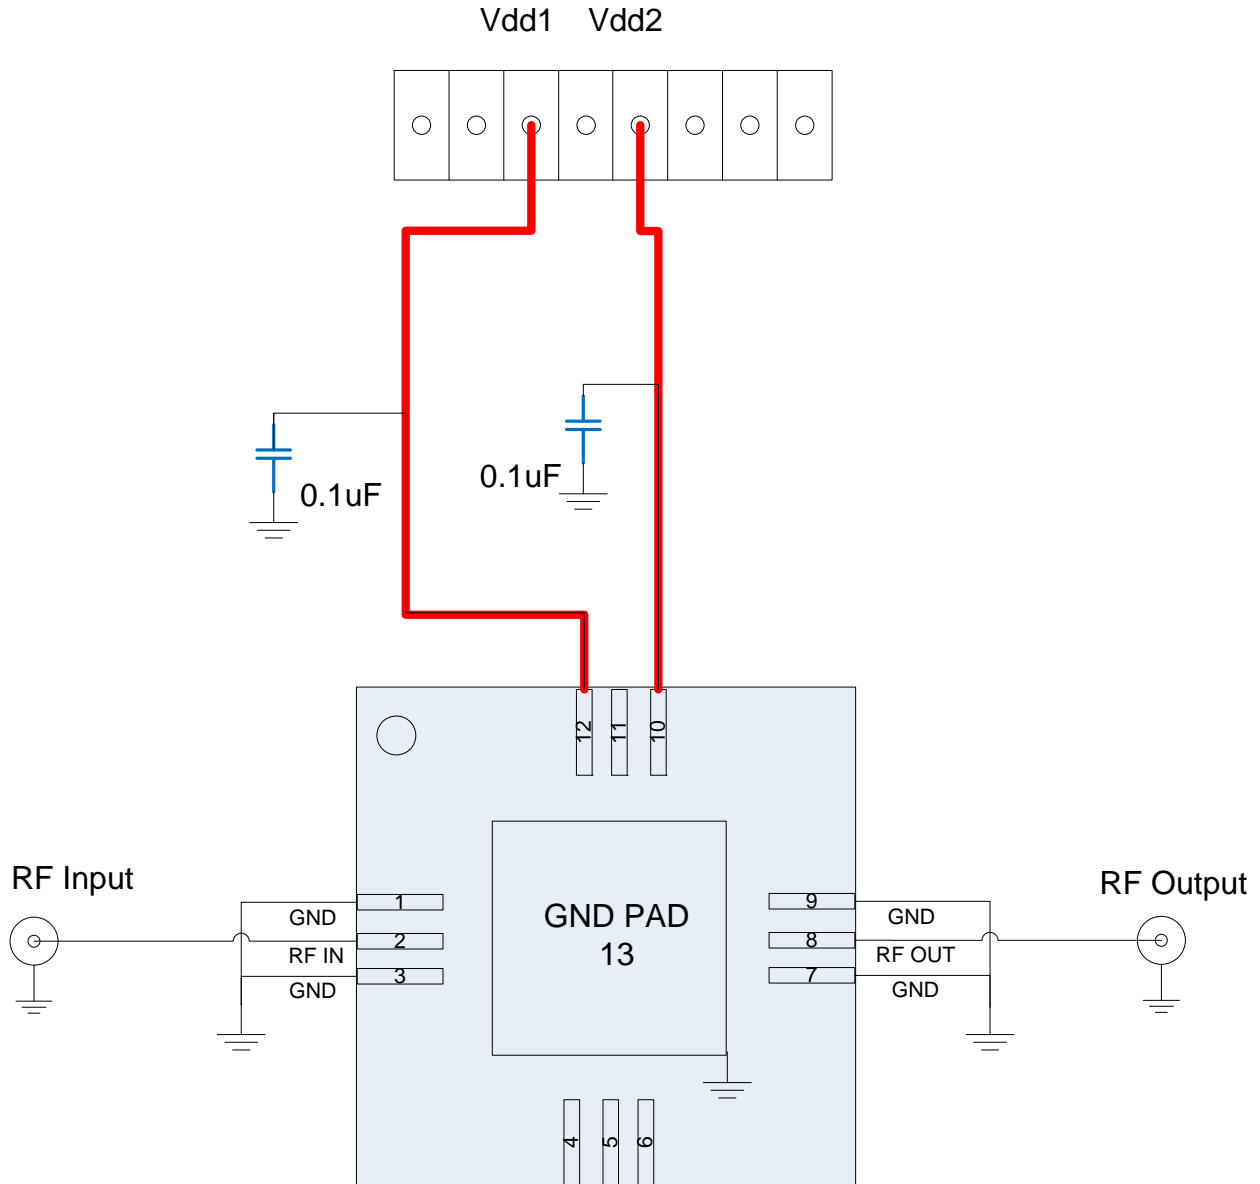 Vdd1 Vdd2
0.1uF
0.1uF
12 11 10
RF Input
RF Output
1
GND
2
RF IN
3
GND
GND PAD
13
9
GND
8
RF OUT
7
GND
4 5 6